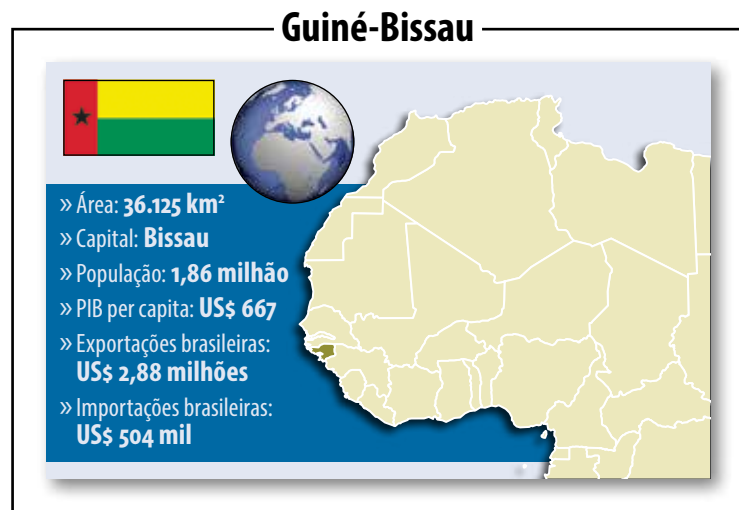 Guiné-Bissau
» Área: 36.125 km²
» Capital: Bissau
» População: 1,86 milhão
» PIB per capita: US$ 667
» Exportações brasileiras:
US$ 2,88 milhões
» Importações brasileiras:
US$ 504 mil